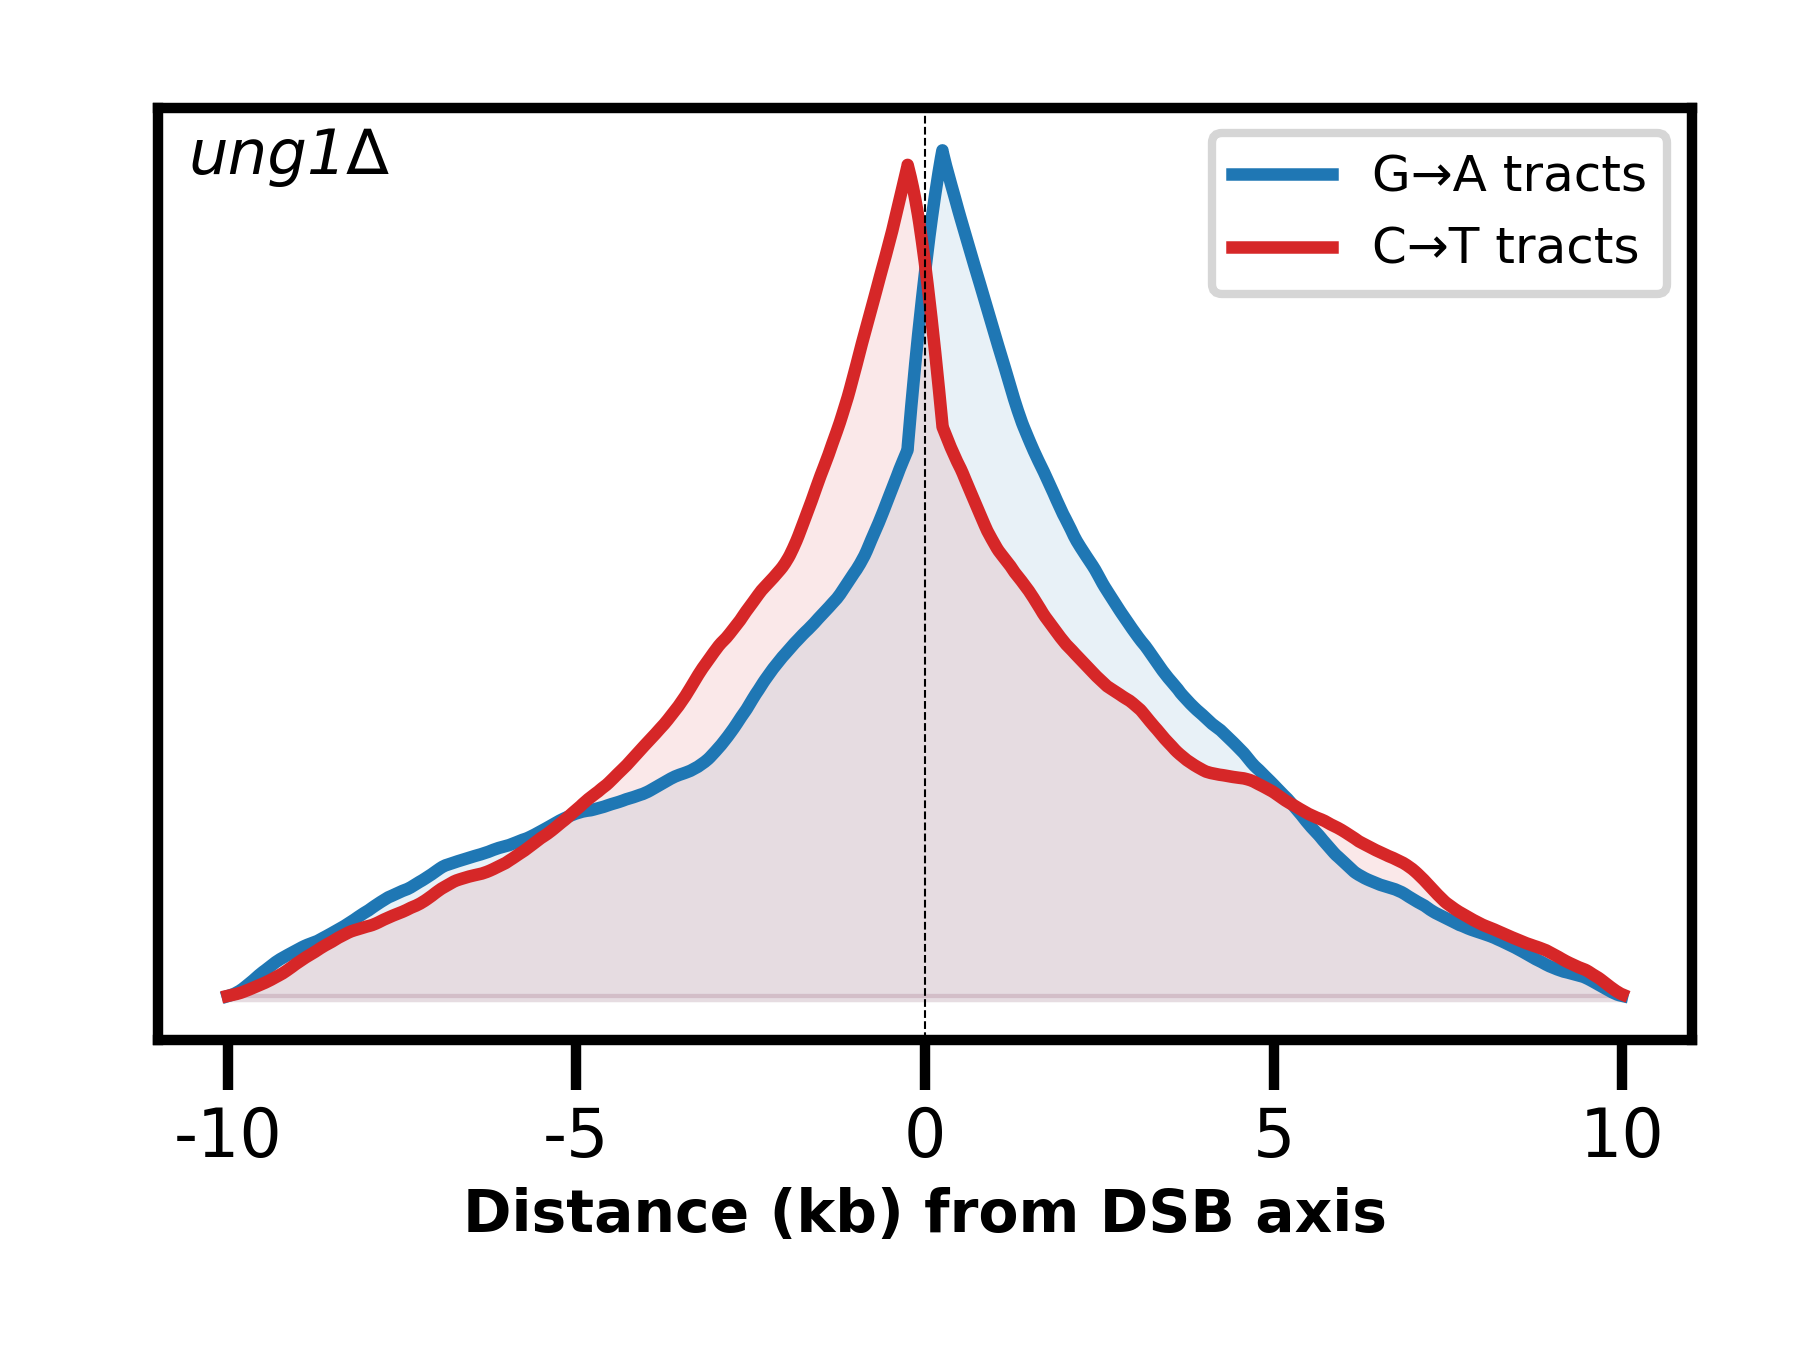 ung1Δ
G→A tracts
C→T tracts
-10 -5 0 5 10
Distance (kb) from DSB axis